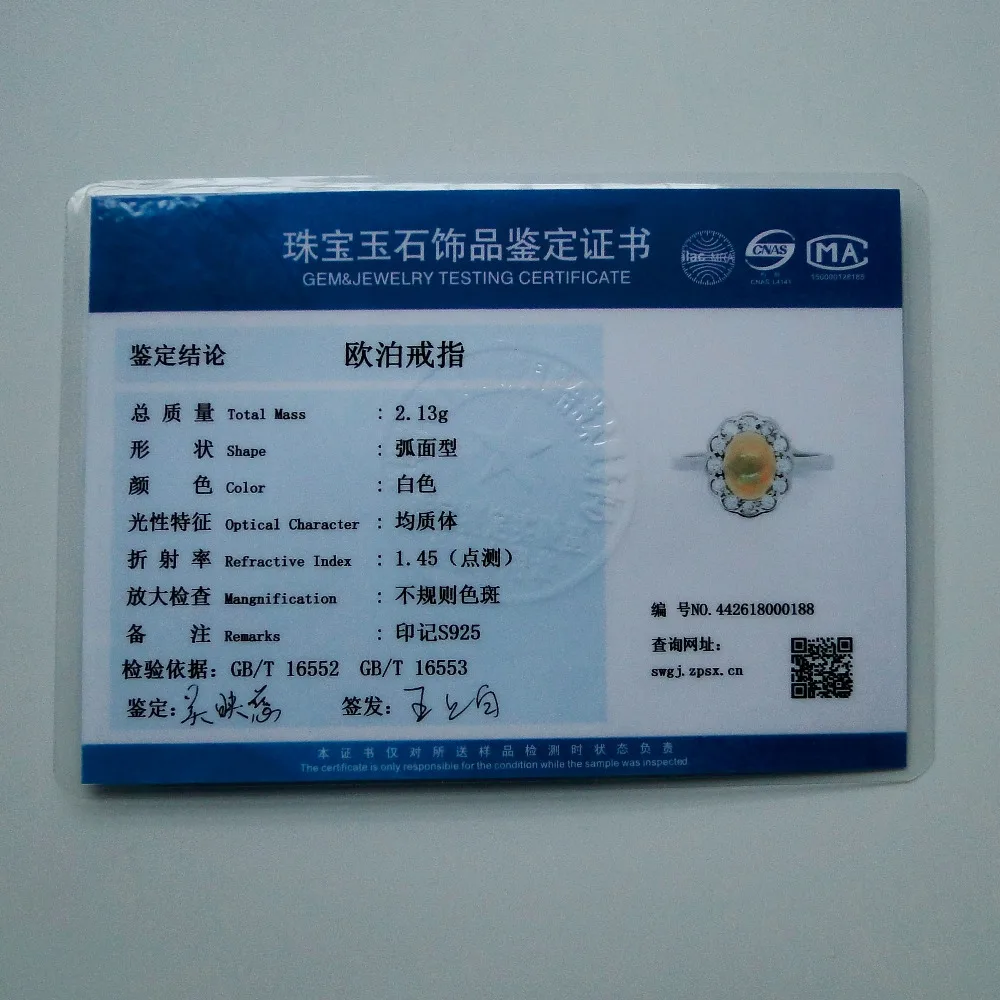 珠宝玉石饰品鉴定证书
GEM&JEWELRY TESTING CERTIFICATE
ilac-MRA
CNAS
CNAS L4141
MA
鉴定结论 欧泊戒指
总质量 Total Mass : 2.13g
形状 Shape : 弧面型
颜色 Color : 白色
光性特征 Optical Character : 均质体
折射率 Refractive Index : 1.45（点测）
放大检查 Mangnification : 不规则色斑
备注 Remarks : 印记S925
检验依据: GB/T 16552 GB/T 16553
鉴定:
签发:
编 号NO.442618000188
查询网址:
swgj.zpsx.cn
本证书仅对所送样品检测时状态负责
The certificate is only responsible for the condition while the sample was inspected